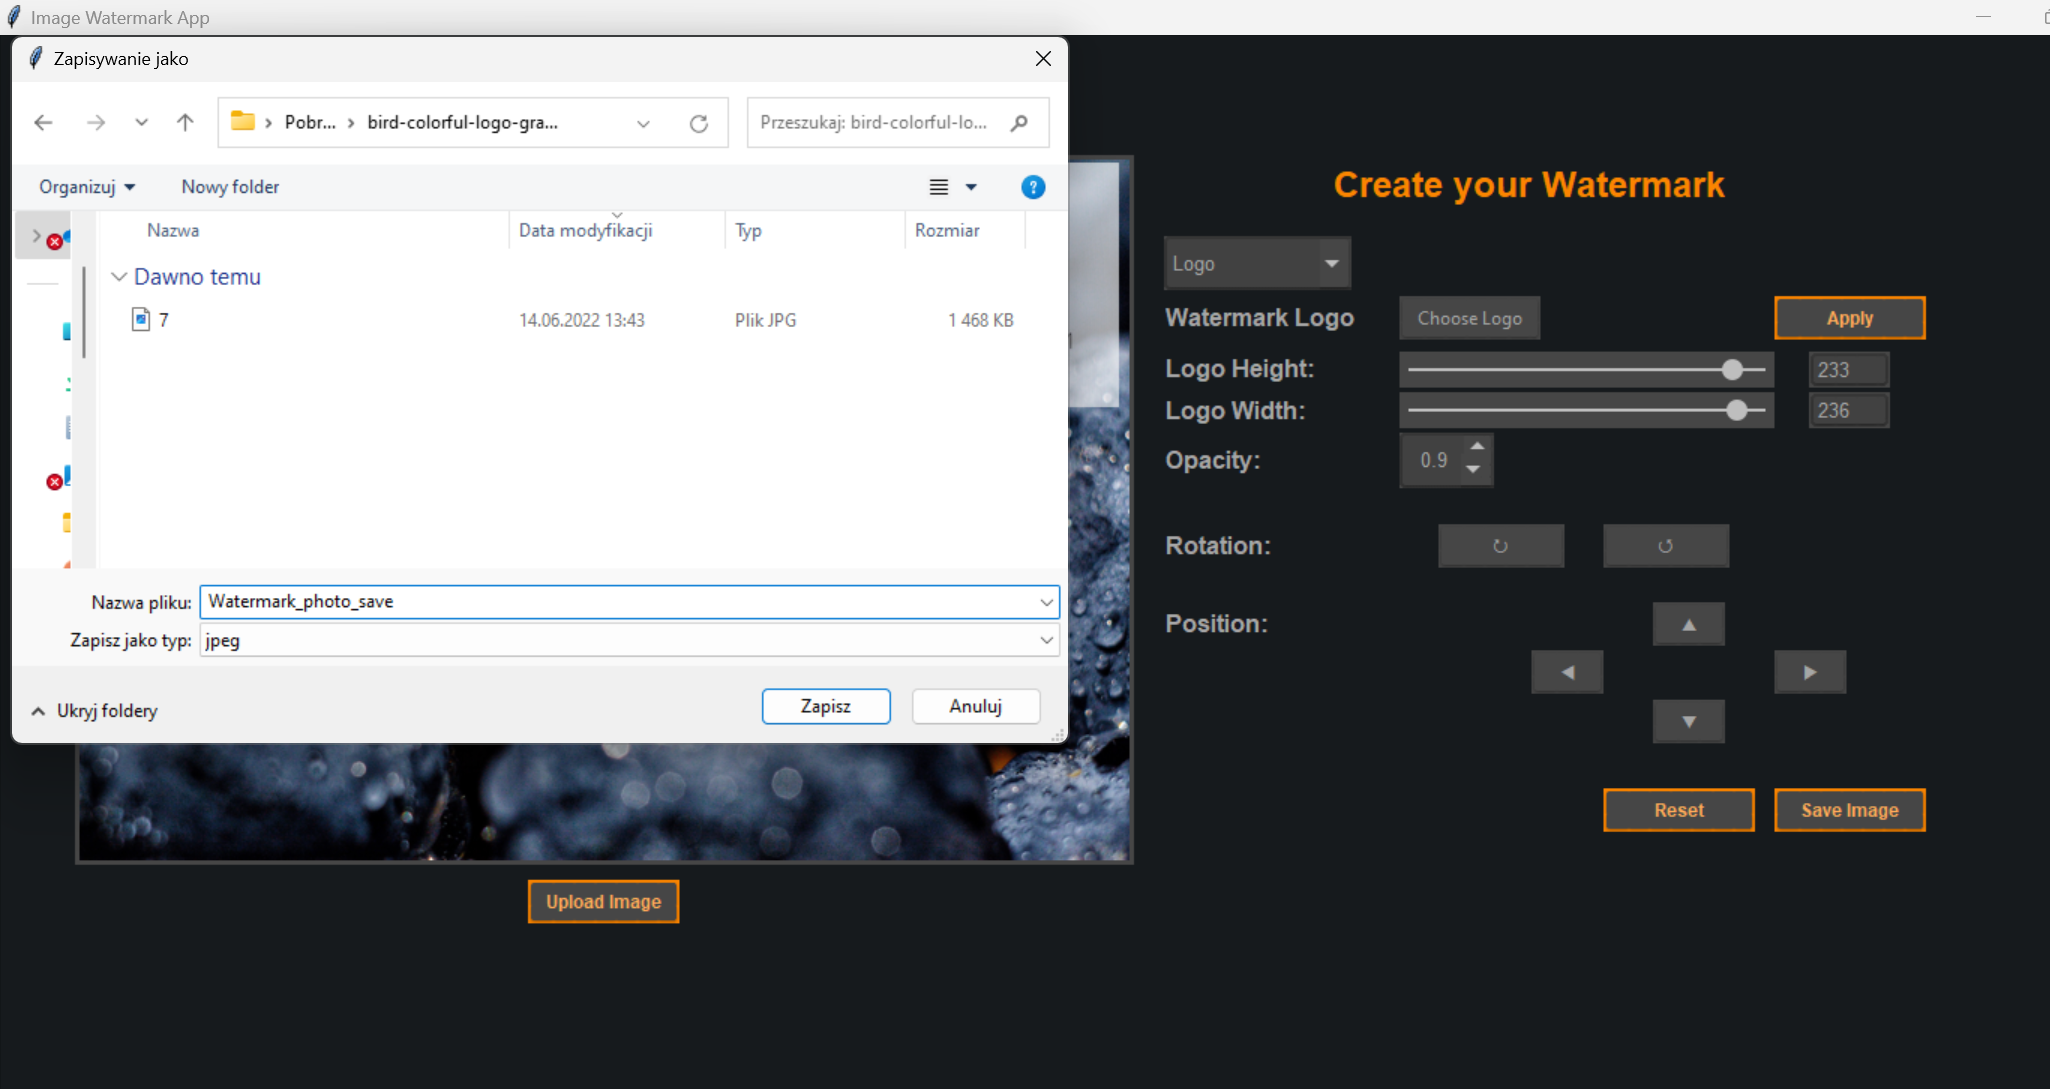 Image Watermark App
Zapisywanie jako
Pobr... > bird-colorful-logo-gra...
Przeszukaj: bird-colorful-lo...
Organizuj
Nowy folder
Nazwa
Data modyfikacji
Typ
Rozmiar
Dawno temu
7
14.06.2022 13:43
Plik JPG
1 468 KB
Nazwa pliku: Watermark_photo_save
Zapisz jako typ: jpeg
Ukryj foldery
Zapisz
Anuluj
Create your Watermark
Logo
Watermark Logo
Choose Logo
Apply
Logo Height:
233
Logo Width:
236
Opacity:
0.9
Rotation:
Position:
Reset
Save Image
Upload Image